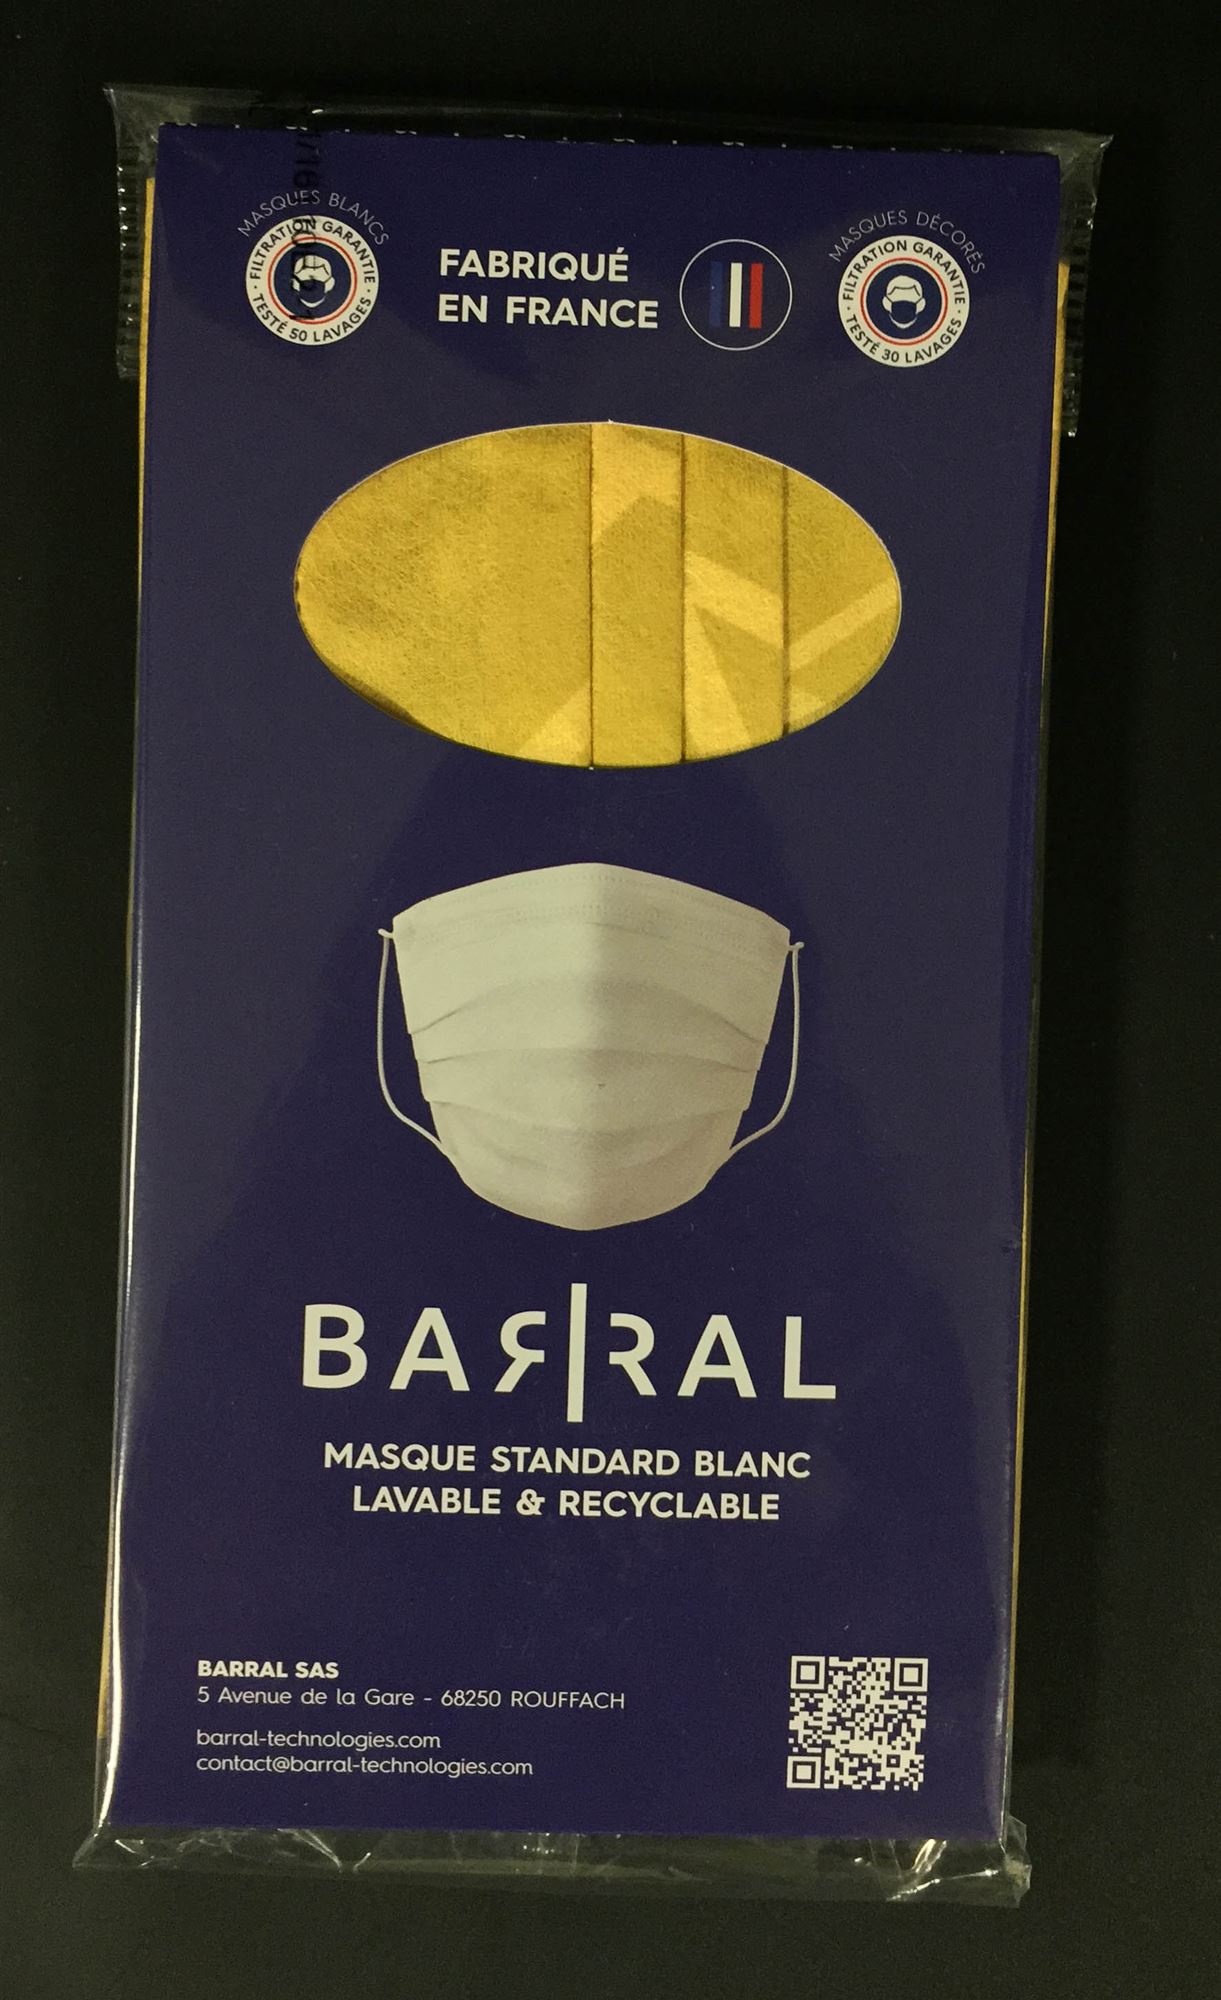 MASQUES BLANCS
FILTRATION GARANTIE
· TESTÉ 50 LAVAGES ·
FABRIQUÉ
EN FRANCE
MASQUES DÉCORÉS
FILTRATION GARANTIE
· TESTÉ 30 LAVAGES ·
BARRAL
MASQUE STANDARD BLANC
LAVABLE & RECYCLABLE
BARRAL SAS
5 Avenue de la Gare - 68250 ROUFFACH
barral-technologies.com
contact@barral-technologies.com